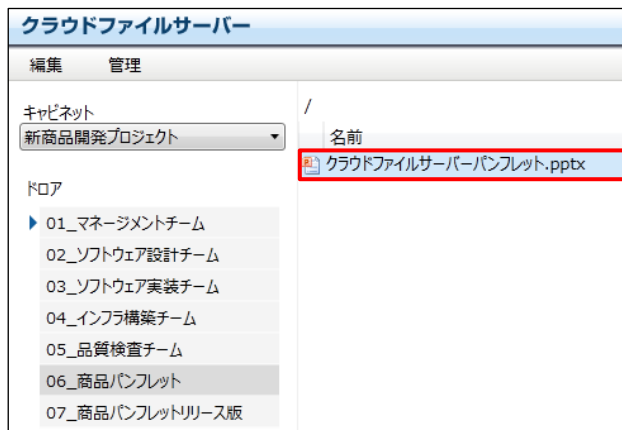 クラウドファイルサーバー
編集 管理
キャビネット
新商品開発プロジェクト
ドロア
01_マネージメントチーム
02_ソフトウェア設計チーム
03_ソフトウェア実装チーム
04_インフラ構築チーム
05_品質検査チーム
06_商品パンフレット
07_商品パンフレットリリース版
/
名前
クラウドファイルサーバーパンフレット.pptx